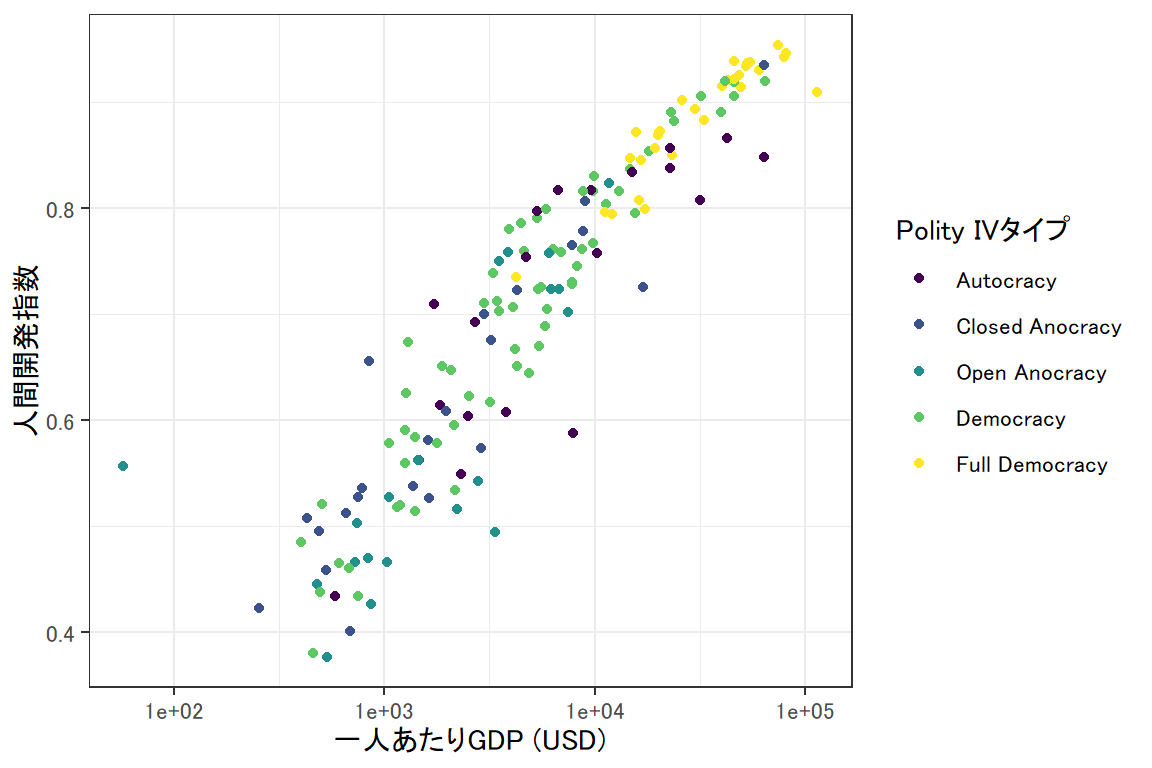 人間開発指数
0.8
0.6
0.4
1e+02 1e+03 1e+04 1e+05
一人あたりGDP (USD)
Polity IVタイプ
Autocracy
Closed Anocracy
Open Anocracy
Democracy
Full Democracy